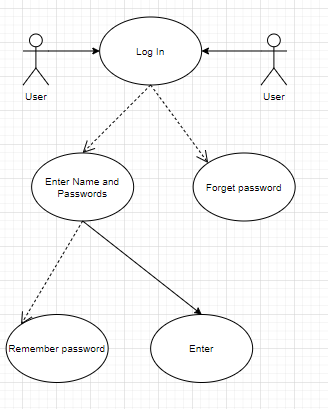 Log In
User
User
Enter Name and
Passwords
Forget password
Remember password
Enter